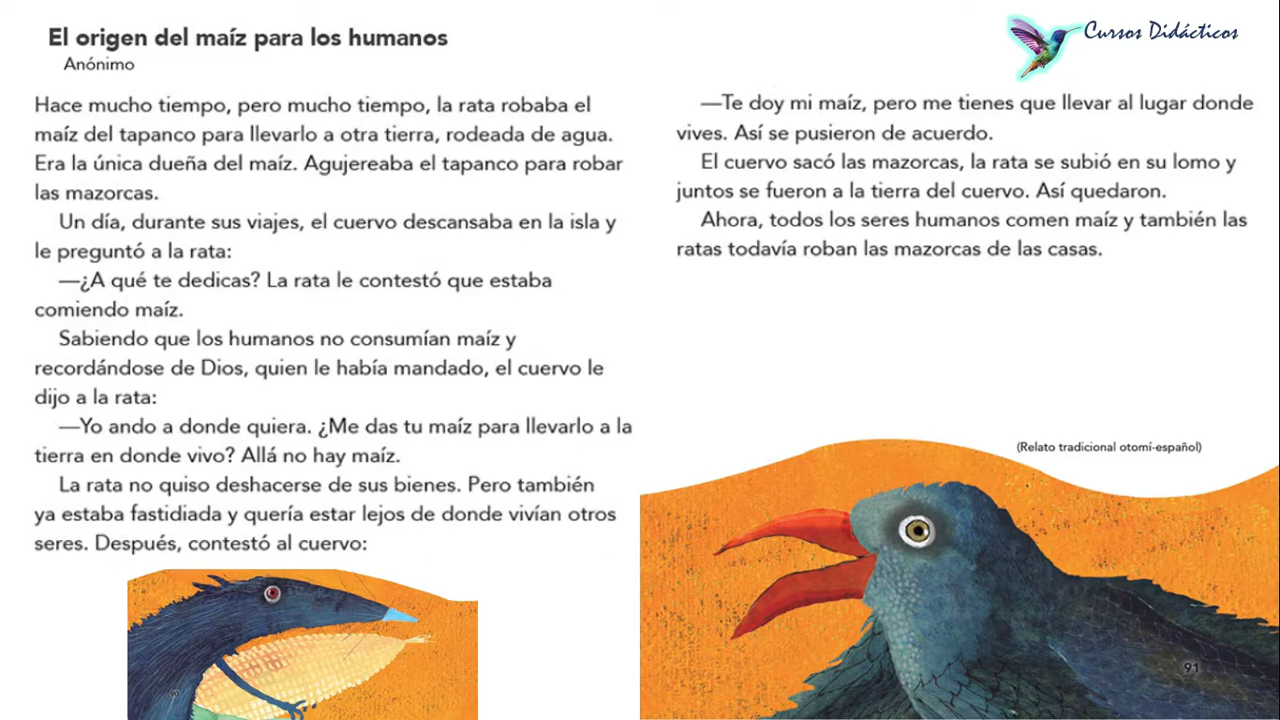 El origen del maíz para los humanos
Anónimo
Hace mucho tiempo, pero mucho tiempo, la rata robaba el
maíz del tapanco para llevarlo a otra tierra, rodeada de agua.
Era la única dueña del maíz. Agujereaba el tapanco para robar
las mazorcas.
Un día, durante sus viajes, el cuervo descansaba en la isla y
le preguntó a la rata:
—¿A qué te dedicas? La rata le contestó que estaba
comiendo maíz.
Sabiendo que los humanos no consumían maíz y
recordándose de Dios, quien le había mandado, el cuervo le
dijo a la rata:
—Yo ando a donde quiera. ¿Me das tu maíz para llevarlo a la
tierra en donde vivo? Allá no hay maíz.
La rata no quiso deshacerse de sus bienes. Pero también
ya estaba fastidiada y quería estar lejos de donde vivían otros
seres. Después, contestó al cuervo:
90
Cursos Didácticos
—Te doy mi maíz, pero me tienes que llevar al lugar donde
vives. Así se pusieron de acuerdo.
El cuervo sacó las mazorcas, la rata se subió en su lomo y
juntos se fueron a la tierra del cuervo. Así quedaron.
Ahora, todos los seres humanos comen maíz y también las
ratas todavía roban las mazorcas de las casas.
(Relato tradicional otomí-español)
91